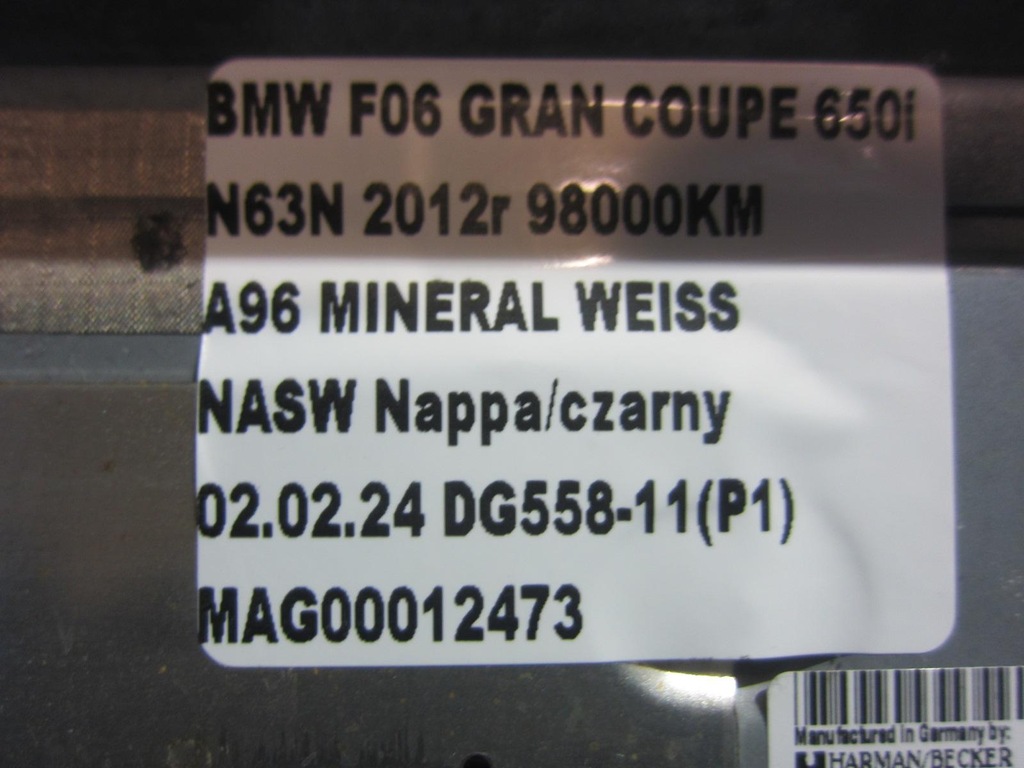 BMW F06 GRAN COUPE 650i
N63N 2012r 98000KM
A96 MINERAL WEISS
NASW Nappa/czarny
02.02.24 DG558-11(P1)
MAG00012473
Manufactured in Germany by:
HARMAN/BECKER